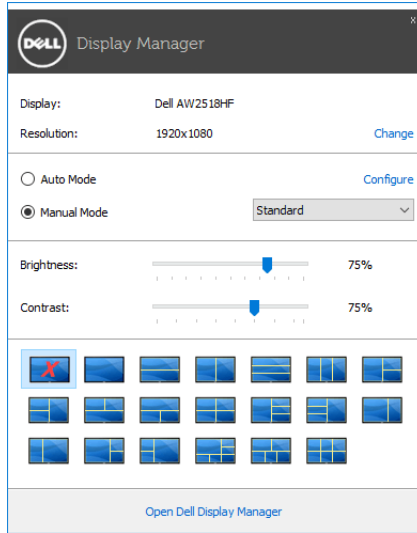 x
DELL Display Manager
Display: Dell AW2518HF
Resolution: 1920x1080 Change
Auto Mode Configure
Manual Mode Standard
Brightness: 75%
Contrast: 75%
Open Dell Display Manager